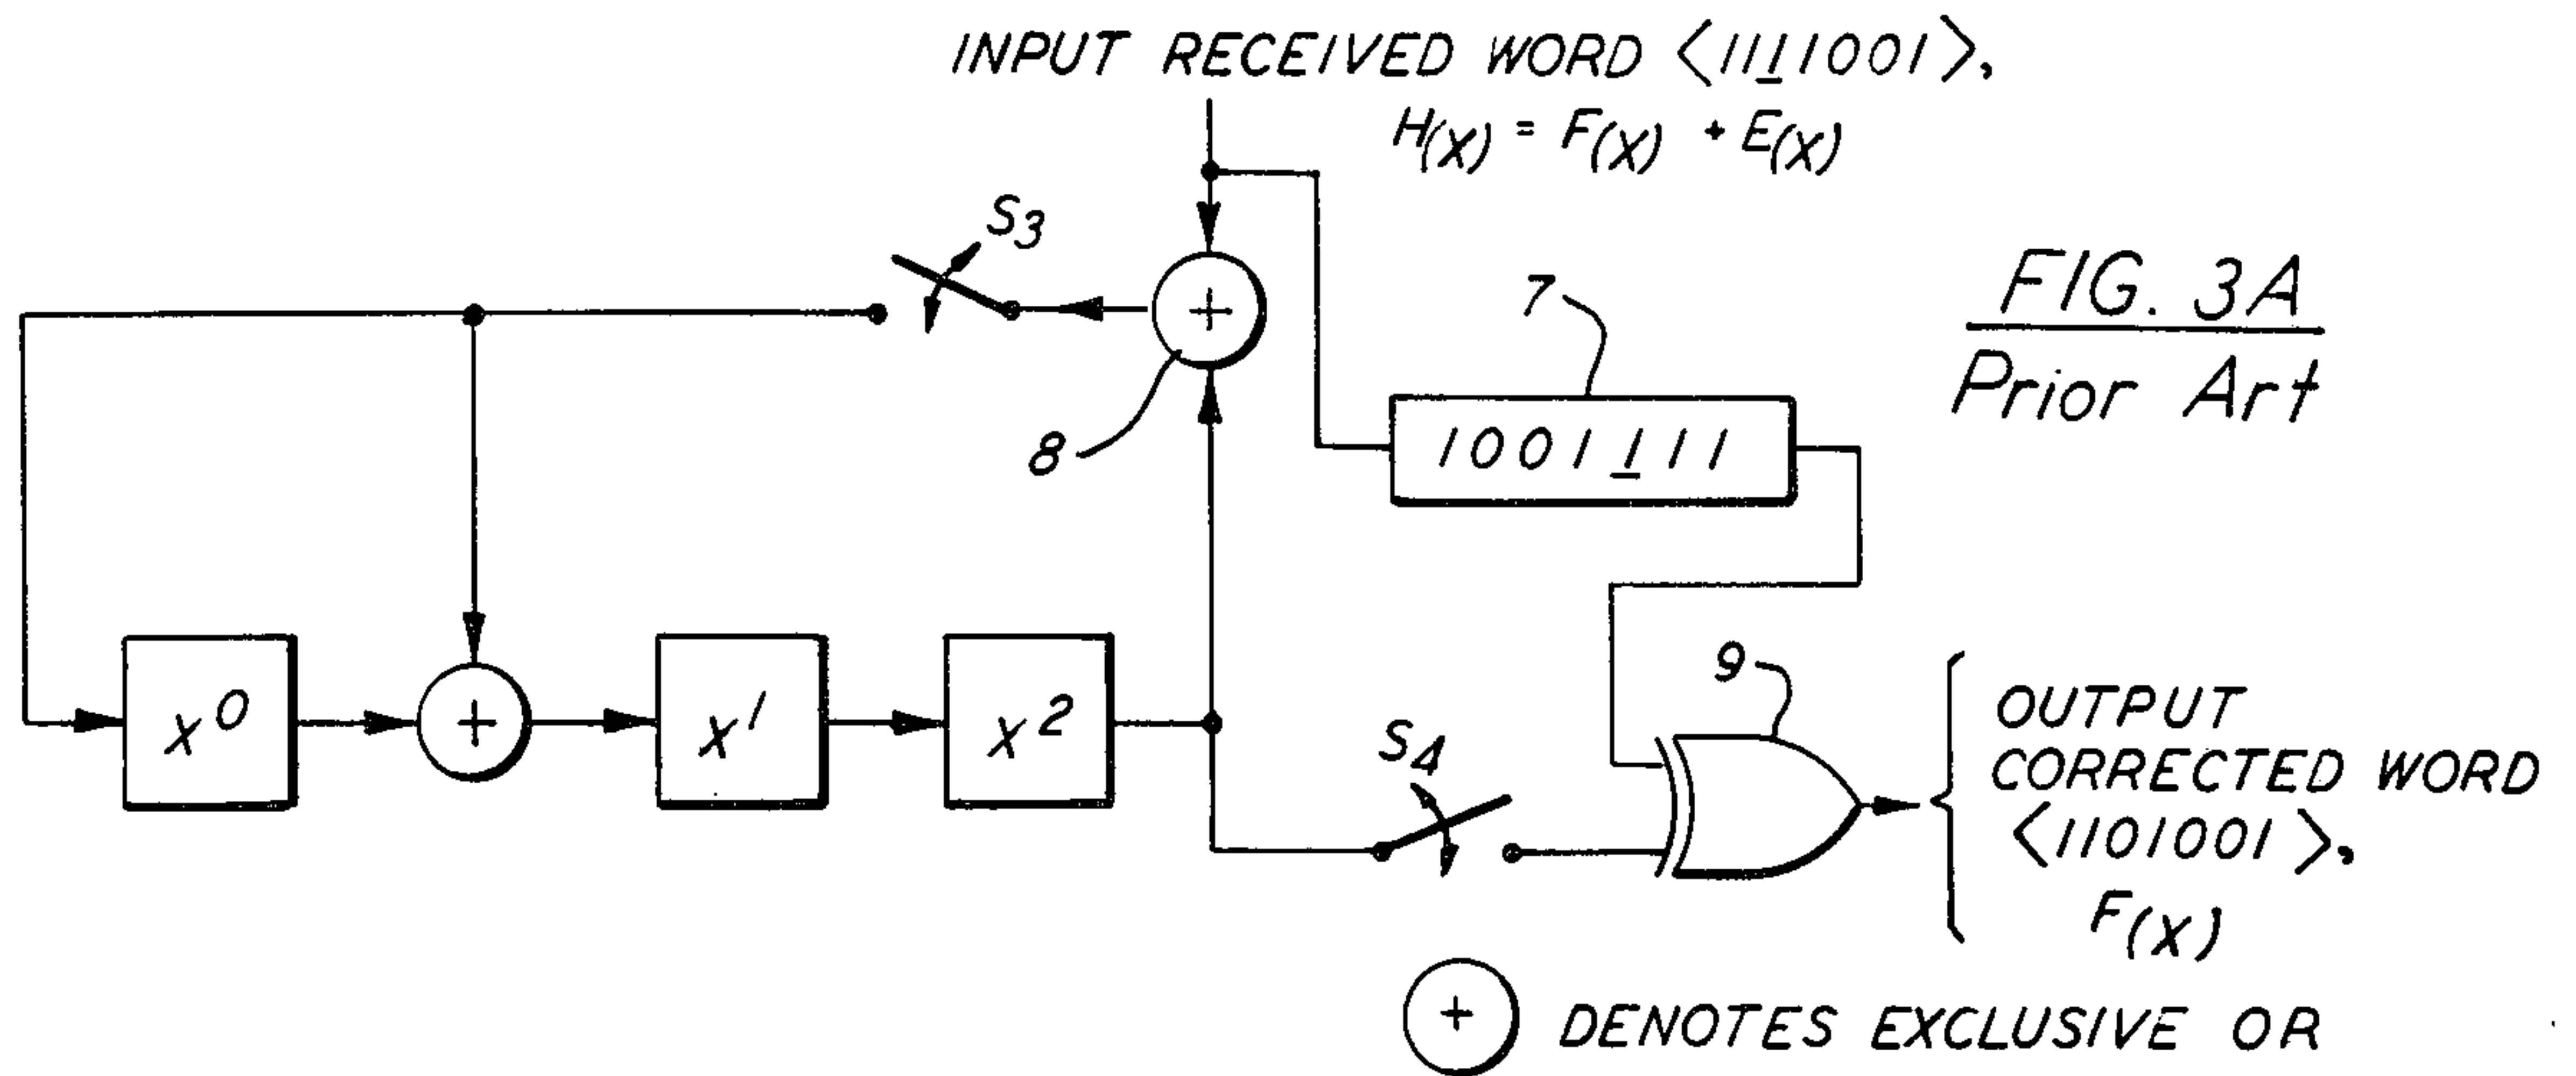 INPUT RECEIVED WORD <1111001>,
H(X) = F(X) + E(X)
S3
FIG. 3A
Prior Art
7
8
1001111
X0
+
X1
X2
+
S4
9
OUTPUT
CORRECTED WORD
<1101001>,
F(X)
+ DENOTES EXCLUSIVE OR